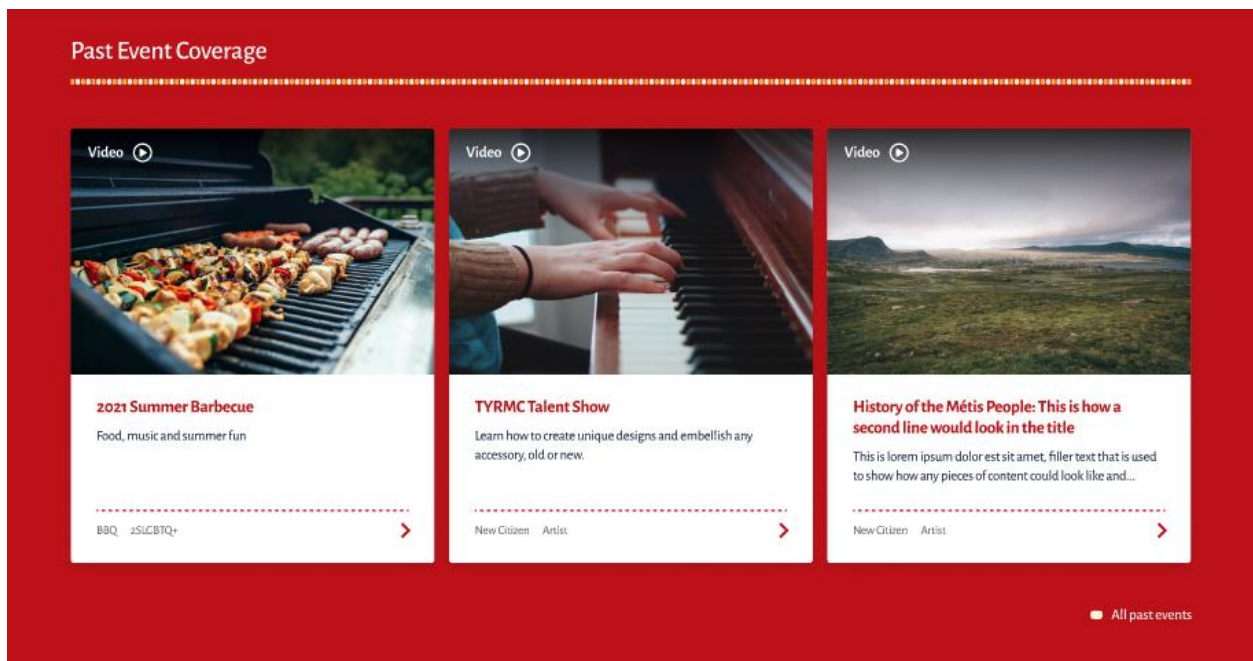 Past Event Coverage
Video
Video
Video
2021 Summer Barbecue
Food, music and summer fun
BBQ 2SLGBTQ+
TYRMC Talent Show
Learn how to create unique designs and embellish any
accessory, old or new.
New Citizen Artist
History of the Métis People: This is how a
second line would look in the title
This is lorem ipsum dolor est sit amet, filler text that is used
to show how any pieces of content could look like and...
New Citizen Artist
All past events